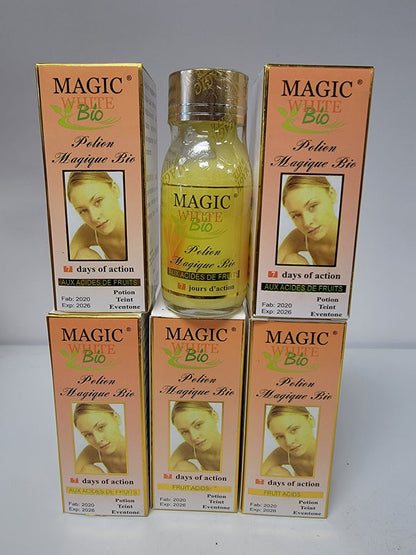 MAGIC ®
WHITE
Bio
Potion
Magique Bio
7 days of action
AUX ACIDES DE FRUITS
Fab: 2020
Exp: 2026
Potion
Teint
Eventone
MAGIC ®
WHITE
Bio
Potion
Magique Bio
AUX ACIDES DE FRUITS
7 jours d'action
MAGIC ®
WHITE
Bio
Potion
Magique Bio
7 days of action
AUX ACIDES DE FRUITS
Fab: 2020
Exp: 2026
Potion
Teint
Eventone
MAGIC ®
WHITE
Bio
Potion
Magique Bio
7 days of action
AUX ACIDES DE FRUITS
Fab: 2020
Exp: 2026
Potion
Teint
Eventone
MAGIC ®
WHITE
Bio
Potion
Magique Bio
7 days of action
FRUIT ACIDS
Fab: 2020
Exp: 2026
Potion
Teint
Eventone
MAGIC ®
WHITE
Bio
Potion
Magique Bio
7 days of action
FRUIT ACIDS
Fab: 2020
Exp: 2026
Potion
Teint
Eventone